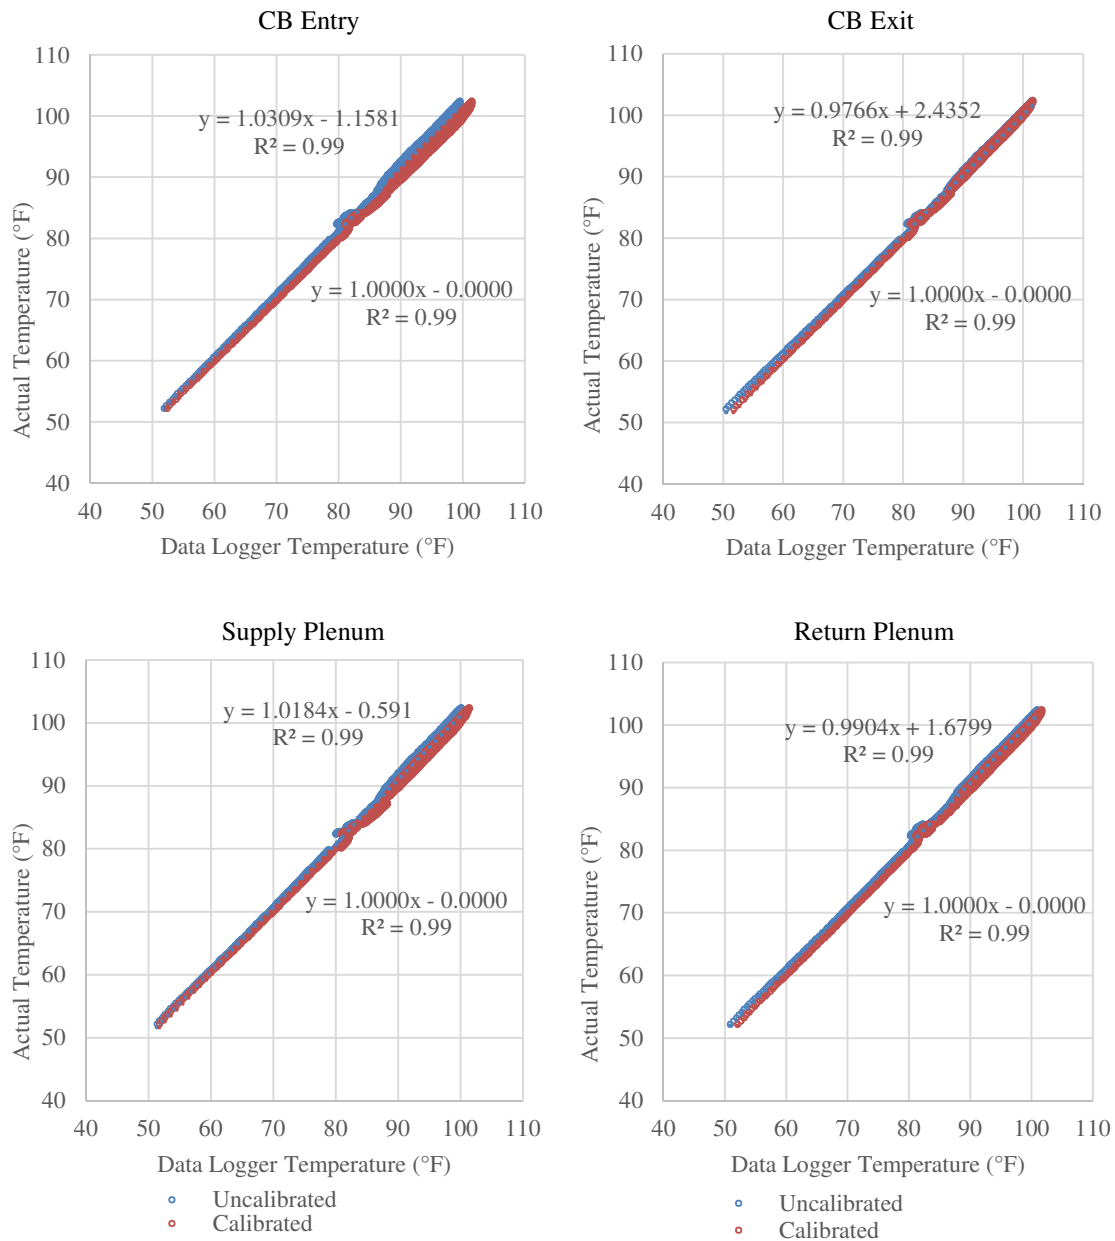 CB Entry
110
100
90
80
70
60
50
40
40 50 60 70 80 90 100 110
Actual Temperature (°F)
Data Logger Temperature (°F)
y = 1.0309x - 1.1581
R² = 0.99
y = 1.0000x - 0.0000
R² = 0.99
CB Exit
110
100
90
80
70
60
50
40
40 50 60 70 80 90 100 110
Actual Temperature (°F)
Data Logger Temperature (°F)
y = 0.9766x + 2.4352
R² = 0.99
y = 1.0000x - 0.0000
R² = 0.99
Supply Plenum
110
100
90
80
70
60
50
40
40 50 60 70 80 90 100 110
Actual Temperature (°F)
Data Logger Temperature (°F)
y = 1.0184x - 0.591
R² = 0.99
y = 1.0000x - 0.0000
R² = 0.99
Uncalibrated
Calibrated
Return Plenum
110
100
90
80
70
60
50
40
40 50 60 70 80 90 100 110
Actual Temperature (°F)
Data Logger Temperature (°F)
y = 0.9904x + 1.6799
R² = 0.99
y = 1.0000x - 0.0000
R² = 0.99
Uncalibrated
Calibrated